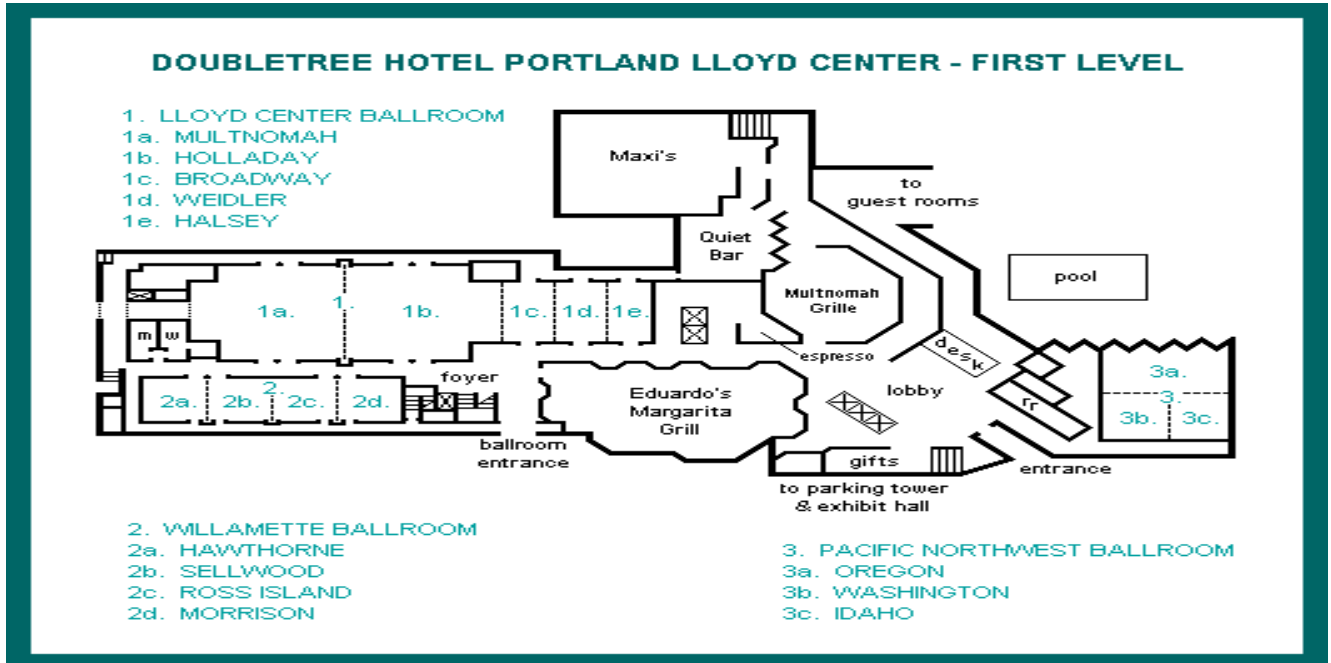 DOUBLETREE HOTEL PORTLAND LLOYD CENTER - FIRST LEVEL
1. LLOYD CENTER BALLROOM
1a. MULTNOMAH
1b. HOLLADAY
1c. BROADWAY
1d. WEIDLER
1e. HALSEY
Maxi's
to
guest rooms
Quiet
Bar
pool
Multnomah
Grille
1a.
1.
1b.
1c.
1d.
1e.
m
w
espresso
desk
foyer
lobby
2.
2a.
2b.
2c.
2d.
Eduardo's
Margarita
Grill
rr
3a.
3.
3b.
3c.
ballroom
entrance
gifts
entrance
to parking tower
& exhibit hall
2. WILLAMETTE BALLROOM
2a. HAWTHORNE
2b. SELLWOOD
2c. ROSS ISLAND
2d. MORRISON
3. PACIFIC NORTHWEST BALLROOM
3a. OREGON
3b. WASHINGTON
3c. IDAHO